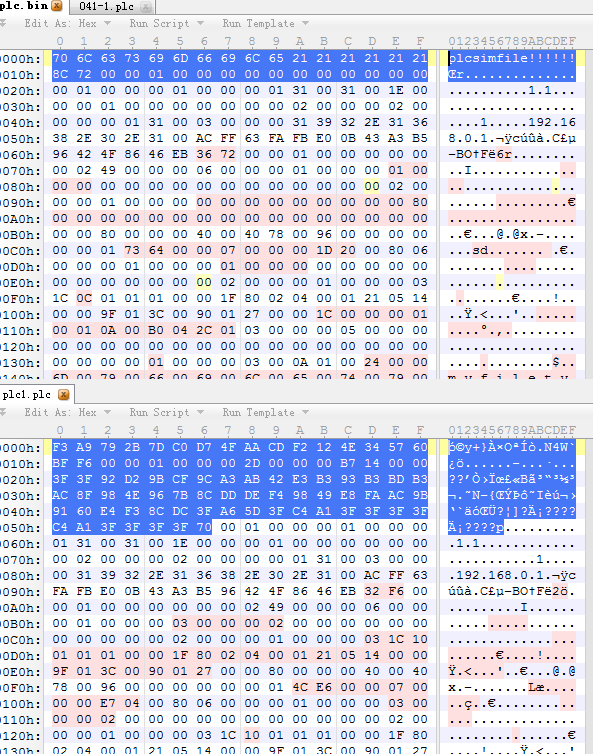 plc.bin 041-1.plc
Edit As: Hex Run Script Run Template
0 1 2 3 4 5 6 7 8 9 A B C D E F 0123456789ABCDEF
0000h: 70 6C 63 73 69 6D 66 69 6C 65 21 21 21 21 21 21 plcsimfile!!!!!!
0010h: 8C 72 00 00 00 00 00 00 00 00 00 00 00 00 00 00 Œr..............
0020h: 00 01 00 00 01 00 01 00 00 01 31 00 31 00 1E 00 ..........1.1...
0030h: 00 00 00 00 00 00 00 00 00 02 00 00 02 00 02 00 ................
0040h: 00 00 01 31 00 03 00 00 00 31 39 32 2E 31 36 ...1.....192.16
0050h: 38 2E 30 2E 31 00 AC FF 63 FA FB E0 0B 43 A3 B5 8.0.1.¬ÿcúûà.C£µ
0060h: 96 42 4F 86 46 EB 36 72 00 00 01 00 00 00 00 00 –BO†Fë6r........
0070h: 00 02 49 00 00 00 06 00 00 01 00 00 00 00 01 00 ..I.............
0080h: 00 00 00 00 00 00 00 00 00 00 00 00 00 00 02 00
0090h: 00 00 01 00 00 00 00 00 00 00 00 00 00 00 00 80
00A0h: 00 00 00 00 00 00 00 00 00 00 00 00 00 00 00 00
00B0h: 00 00 80 00 00 00 40 00 40 78 00 96 00 00 00 00 ..€...@.@x.–....
00C0h: 00 00 01 73 64 00 00 07 00 00 00 1D 20 00 80 06 ...sd....... .€.
00D0h: 00 00 00 01 00 00 01 00 00 00 00 00 00 00 00 00
00E0h: 00 00 00 00 00 00 00 02 00 00 00 01 00 00 00 03
00F0h: 1C 0C 01 01 01 00 00 1F 80 02 04 00 01 21 05 14 ........€....!..
0100h: 00 00 9F 01 3C 00 90 01 27 00 00 1C 00 00 00 01 ..Ÿ.<...'.......
0110h: 00 01 0A 00 B0 04 2C 01 03 00 00 00 05 00 00 00 ....°.,.........
0120h: 00 00 00 00 00 00 00 00 00 00 00 00 00 00 00 00 ................
0130h: 00 00 00 00 01 00 00 00 03 00 0A 01 00 24 00 00 .............$..
0140h: 6D 00 79 00 66 00 69 00 6C 00 65 00 74 00 79 00 m.y.f.i.l.e.t.y.
plc1.plc
Edit As: Hex Run Script Run Template
0 1 2 3 4 5 6 7 8 9 A B C D E F 0123456789ABCDEF
0000h: F3 A9 79 2B 7D C0 D7 4F AA CD F2 12 4E 34 57 60 ó©y+}À×OªÍò.N4W`
0010h: BF F6 00 00 01 00 00 00 2D 00 00 00 B7 14 00 00 ¿ö......-...·...
0020h: 3F 3F 92 D2 9B CF 9C A3 AB 42 E3 B3 93 B3 BD B3
0030h: AC 8F 98 4E 96 7B 8C DD DE F4 98 49 E8 FA AC 9B
0040h: 91 60 E4 F3 8C DC 3F A6 5D 3F C4 A1 3F 3F 3F 3F
0050h: C4 A1 3F 3F 3F 3F 70 00 01 00 00 01 00 01 00 00 Ä¡????p.........
0060h: 01 31 00 31 00 1E 00 00 00 00 00 00 00 00 00 00 .1.1............
0070h: 00 02 00 00 02 00 02 00 00 00 01 31 00 03 00 00 ...........1....
0080h: 00 31 39 32 2E 31 36 38 2E 30 2E 31 00 AC FF 63 .192.168.0.1.¬ÿc
0090h: FA FB E0 0B 43 A3 B5 96 42 4F 86 46 EB 32 F6 00 úûà.C£µ–BO†Fë2ö.
00A0h: 00 01 00 00 00 00 00 00 02 49 00 00 00 06 00 00 .........I......
00B0h: 01 00 00 00 00 03 00 00 00 02 00 00 00 00 00 00
00C0h: 00 02 00 00 00 01 00 00 00 00 00 00 00 03 1C 10
00D0h: 01 01 01 00 00 1F 80 02 04 00 01 21 05 14 00 00 ......€....!....
00E0h: 9F 01 3C 00 90 01 27 00 00 80 00 00 00 40 00 40 Ÿ.<...'..€...@.@
00F0h: 78 00 96 00 00 00 00 00 00 01 4C E6 00 00 07 00 x.–.......Læ....
0100h: 00 00 E7 04 00 80 06 00 00 00 01 00 00 00 03 00 ..ç..€..........
0110h: 00 00 02 00 00 00 00 00 00 00 00 00 00 00 02 00
0120h: 00 01 00 00 00 03 1C 10 01 01 01 00 00 1F 80
0130h: 02 04 00 01 21 05 14 00 00 9F 01 3C 00 90 01 27 ....!....Ÿ.<...'